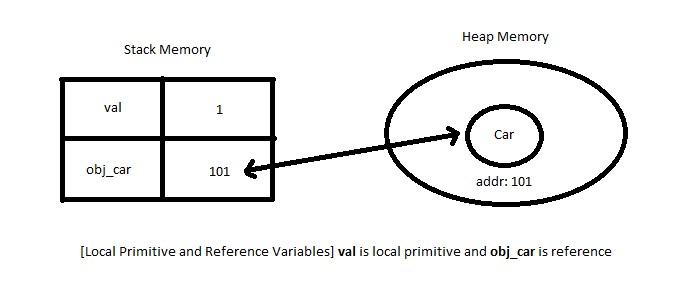 Stack Memory
Heap Memory
val
1
obj_car
101
Car
addr: 101
[Local Primitive and Reference Variables] val is local primitive and obj_car is reference